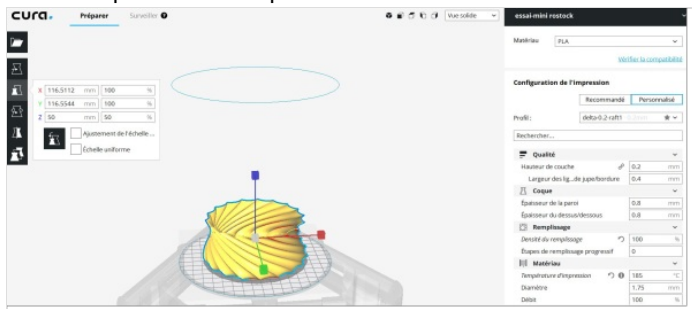 cura. Préparer Surveiller Vue solide essai-mini rostock
Matériau PLA
Vérifier la compatibilité
Configuration de l'impression
Recommandé Personnalisé
Profil : delta-0.2-raft1
Rechercher...
Qualité
Hauteur de couche 0.2 mm
Largeur des lig...de jupe/bordure 0.4 mm
Coque
Épaisseur de la paroi 0.8 mm
Épaisseur du dessus/dessous 0.8 mm
Remplissage
Densité du remplissage 100 %
Étapes de remplissage progressif 0
Matériau
Température d'impression 185 °C
Diamètre 1.75 mm
Débit 100 %
X 116,5112 mm 100 %
Y 116,5544 mm 100 %
Z 50 mm 50 %
Ajustement de l'échelle ...
Échelle uniforme